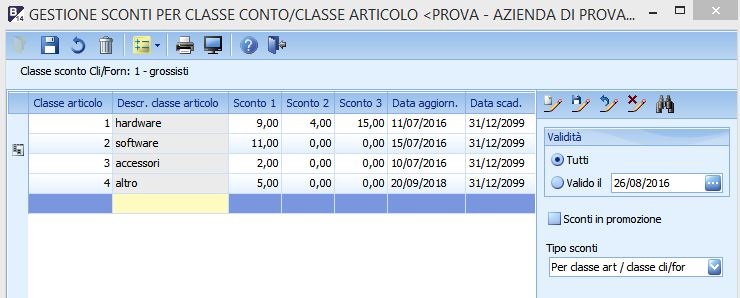 B 14 GESTIONE SCONTI PER CLASSE CONTO/CLASSE ARTICOLO <PROVA - AZIENDA DI PROVA...
Classe sconto Cli/Forn: 1 - grossisti
Classe articolo Descr. classe articolo Sconto 1 Sconto 2 Sconto 3 Data aggiorn. Data scad.
1 hardware 9,00 4,00 15,00 11/07/2016 31/12/2099
2 software 11,00 0,00 0,00 15/07/2016 31/12/2099
3 accessori 2,00 0,00 0,00 10/07/2016 31/12/2099
4 altro 5,00 0,00 0,00 20/09/2018 31/12/2099
Validità
Tutti
Valido il 26/08/2016 ...
Sconti in promozione
Tipo sconti
Per classe art / classe cli/for